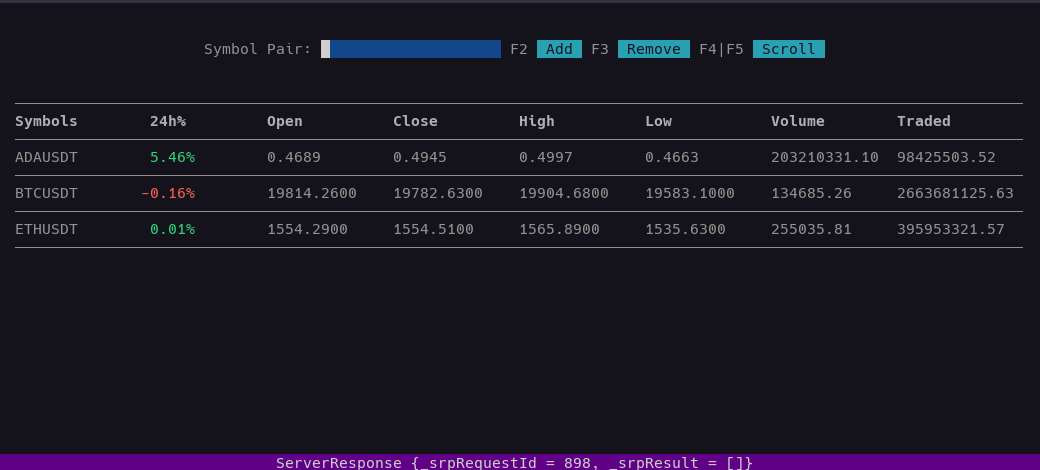 Symbol Pair: F2 Add F3 Remove F4|F5 Scroll
Symbols 24h% Open Close High Low Volume Traded
ADAUSDT 5.46% 0.4689 0.4945 0.4997 0.4663 203210331.10 98425503.52
BTCUSDT -0.16% 19814.2600 19782.6300 19904.6800 19583.1000 134685.26 2663681125.63
ETHUSDT 0.01% 1554.2900 1554.5100 1565.8900 1535.6300 255035.81 395953321.57
ServerResponse {_srpRequestId = 898, _srpResult = []}